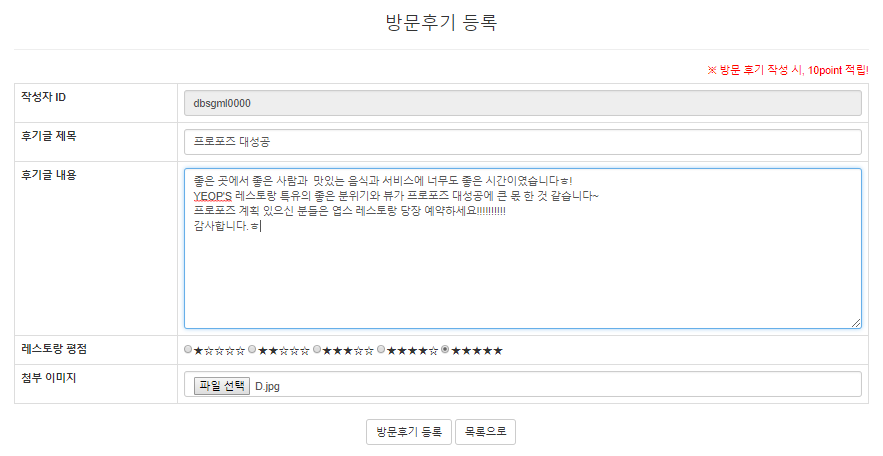 방문후기 등록
※ 방문 후기 작성 시, 10point 적립!
작성자 ID
dbsgml0000
후기글 제목
프로포즈 대성공
후기글 내용
좋은 곳에서 좋은 사람과 맛있는 음식과 서비스에 너무도 좋은 시간이였습니다ㅎ!
YEOP'S 레스토랑 특유의 좋은 분위기와 뷰가 프로포즈 대성공에 큰 몫 한 것 같습니다~
프로포즈 계획 있으신 분들은 엽스 레스토랑 당장 예약하세요!!!!!!!!!!
감사합니다.ㅎ
레스토랑 평점
★☆☆☆☆ ★★☆☆☆ ★★★☆☆ ★★★★☆ ★★★★★
첨부 이미지
파일 선택 D.jpg
방문후기 등록 목록으로